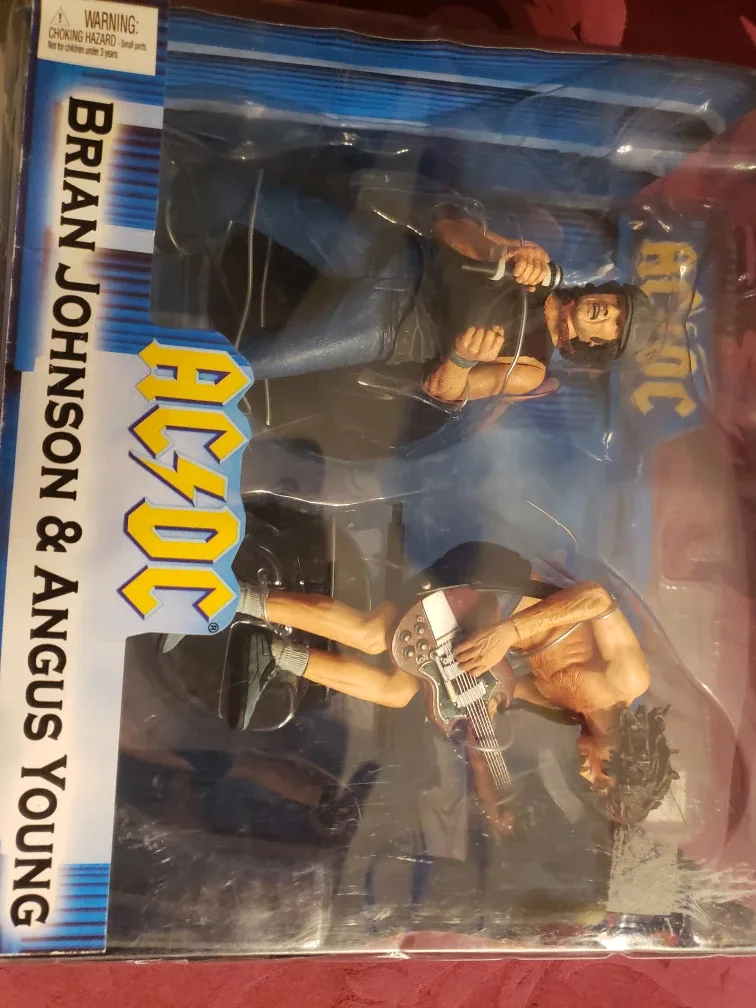 WARNING:
CHOKING HAZARD -Small parts.
Not for children under 3 years.
AC⚡DC
AC⚡DC®
BRIAN JOHNSON & ANGUS YOUNG